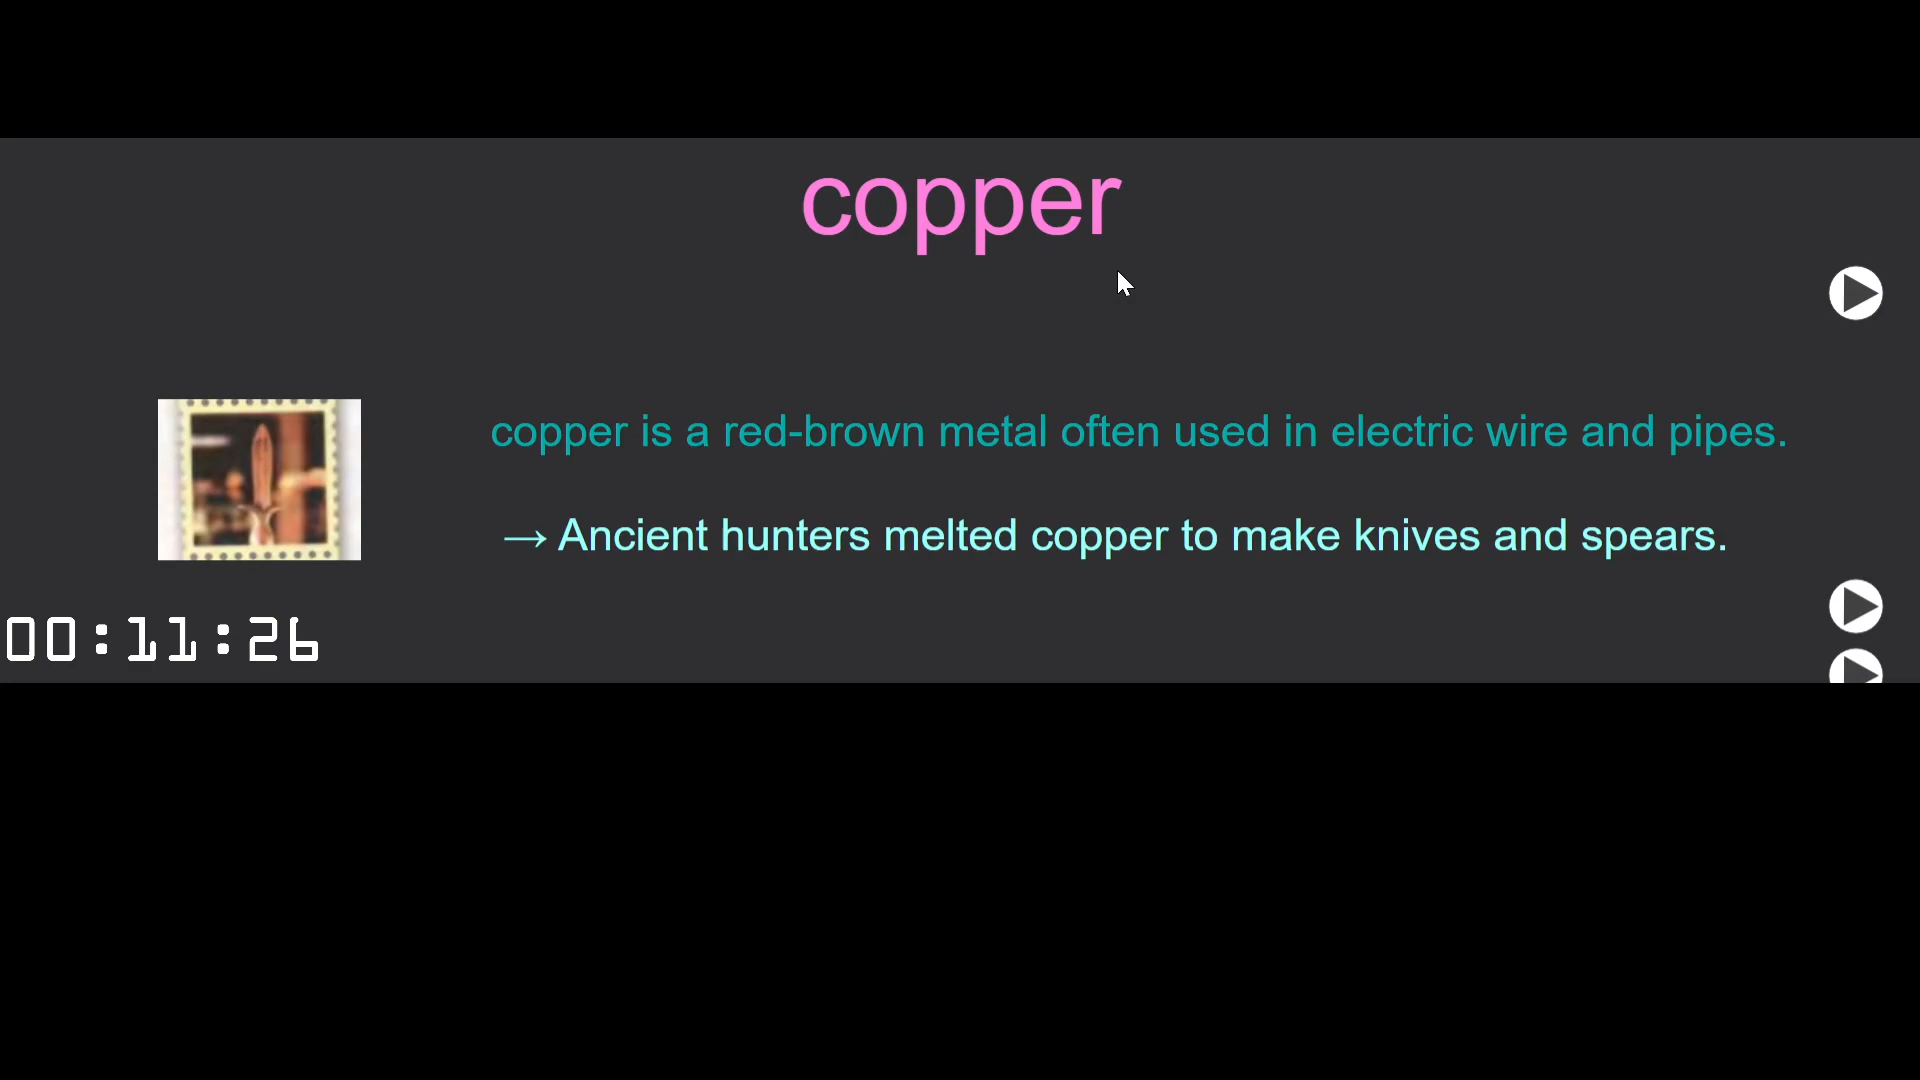 copper
copper is a red-brown metal often used in electric wire and pipes.
→ Ancient hunters melted copper to make knives and spears.
00:11:26